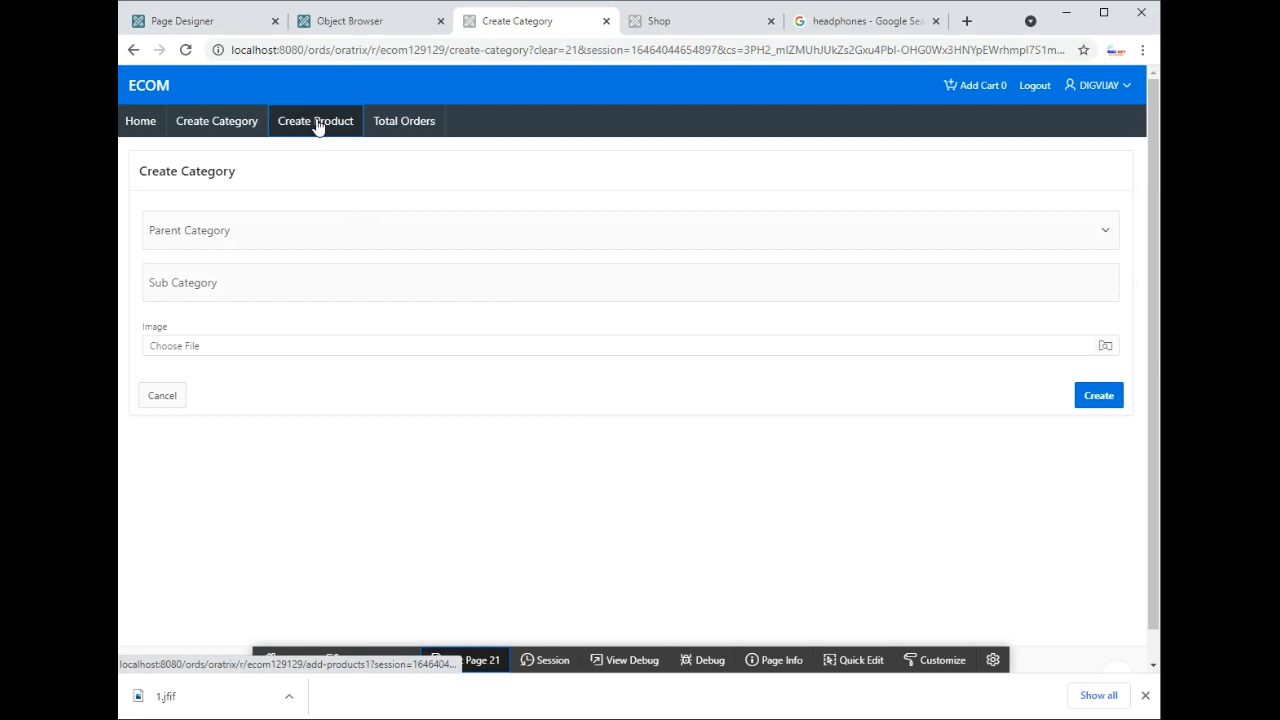 Page Designer
Object Browser
Create Category
Shop
headphones - Google Sea
localhost:8080/ords/oratrix/r/ecom129129/create-category?clear=21&session=16464044654897&cs=3PH2_mIZMUhJUkZs2Gxu4PbI-OHG0Wx3HNYpEWrhmpI7S1m...
ECOM
Add Cart 0
Logout
DIGVIJAY
Home
Create Category
Create Product
Total Orders
Create Category
Parent Category
Sub Category
Image
Choose File
Cancel
Create
localhost:8080/ords/oratrix/r/ecom129129/add-products1?session=1646404...
Page 21
Session
View Debug
Debug
Page Info
Quick Edit
Customize
1.jfif
Show all